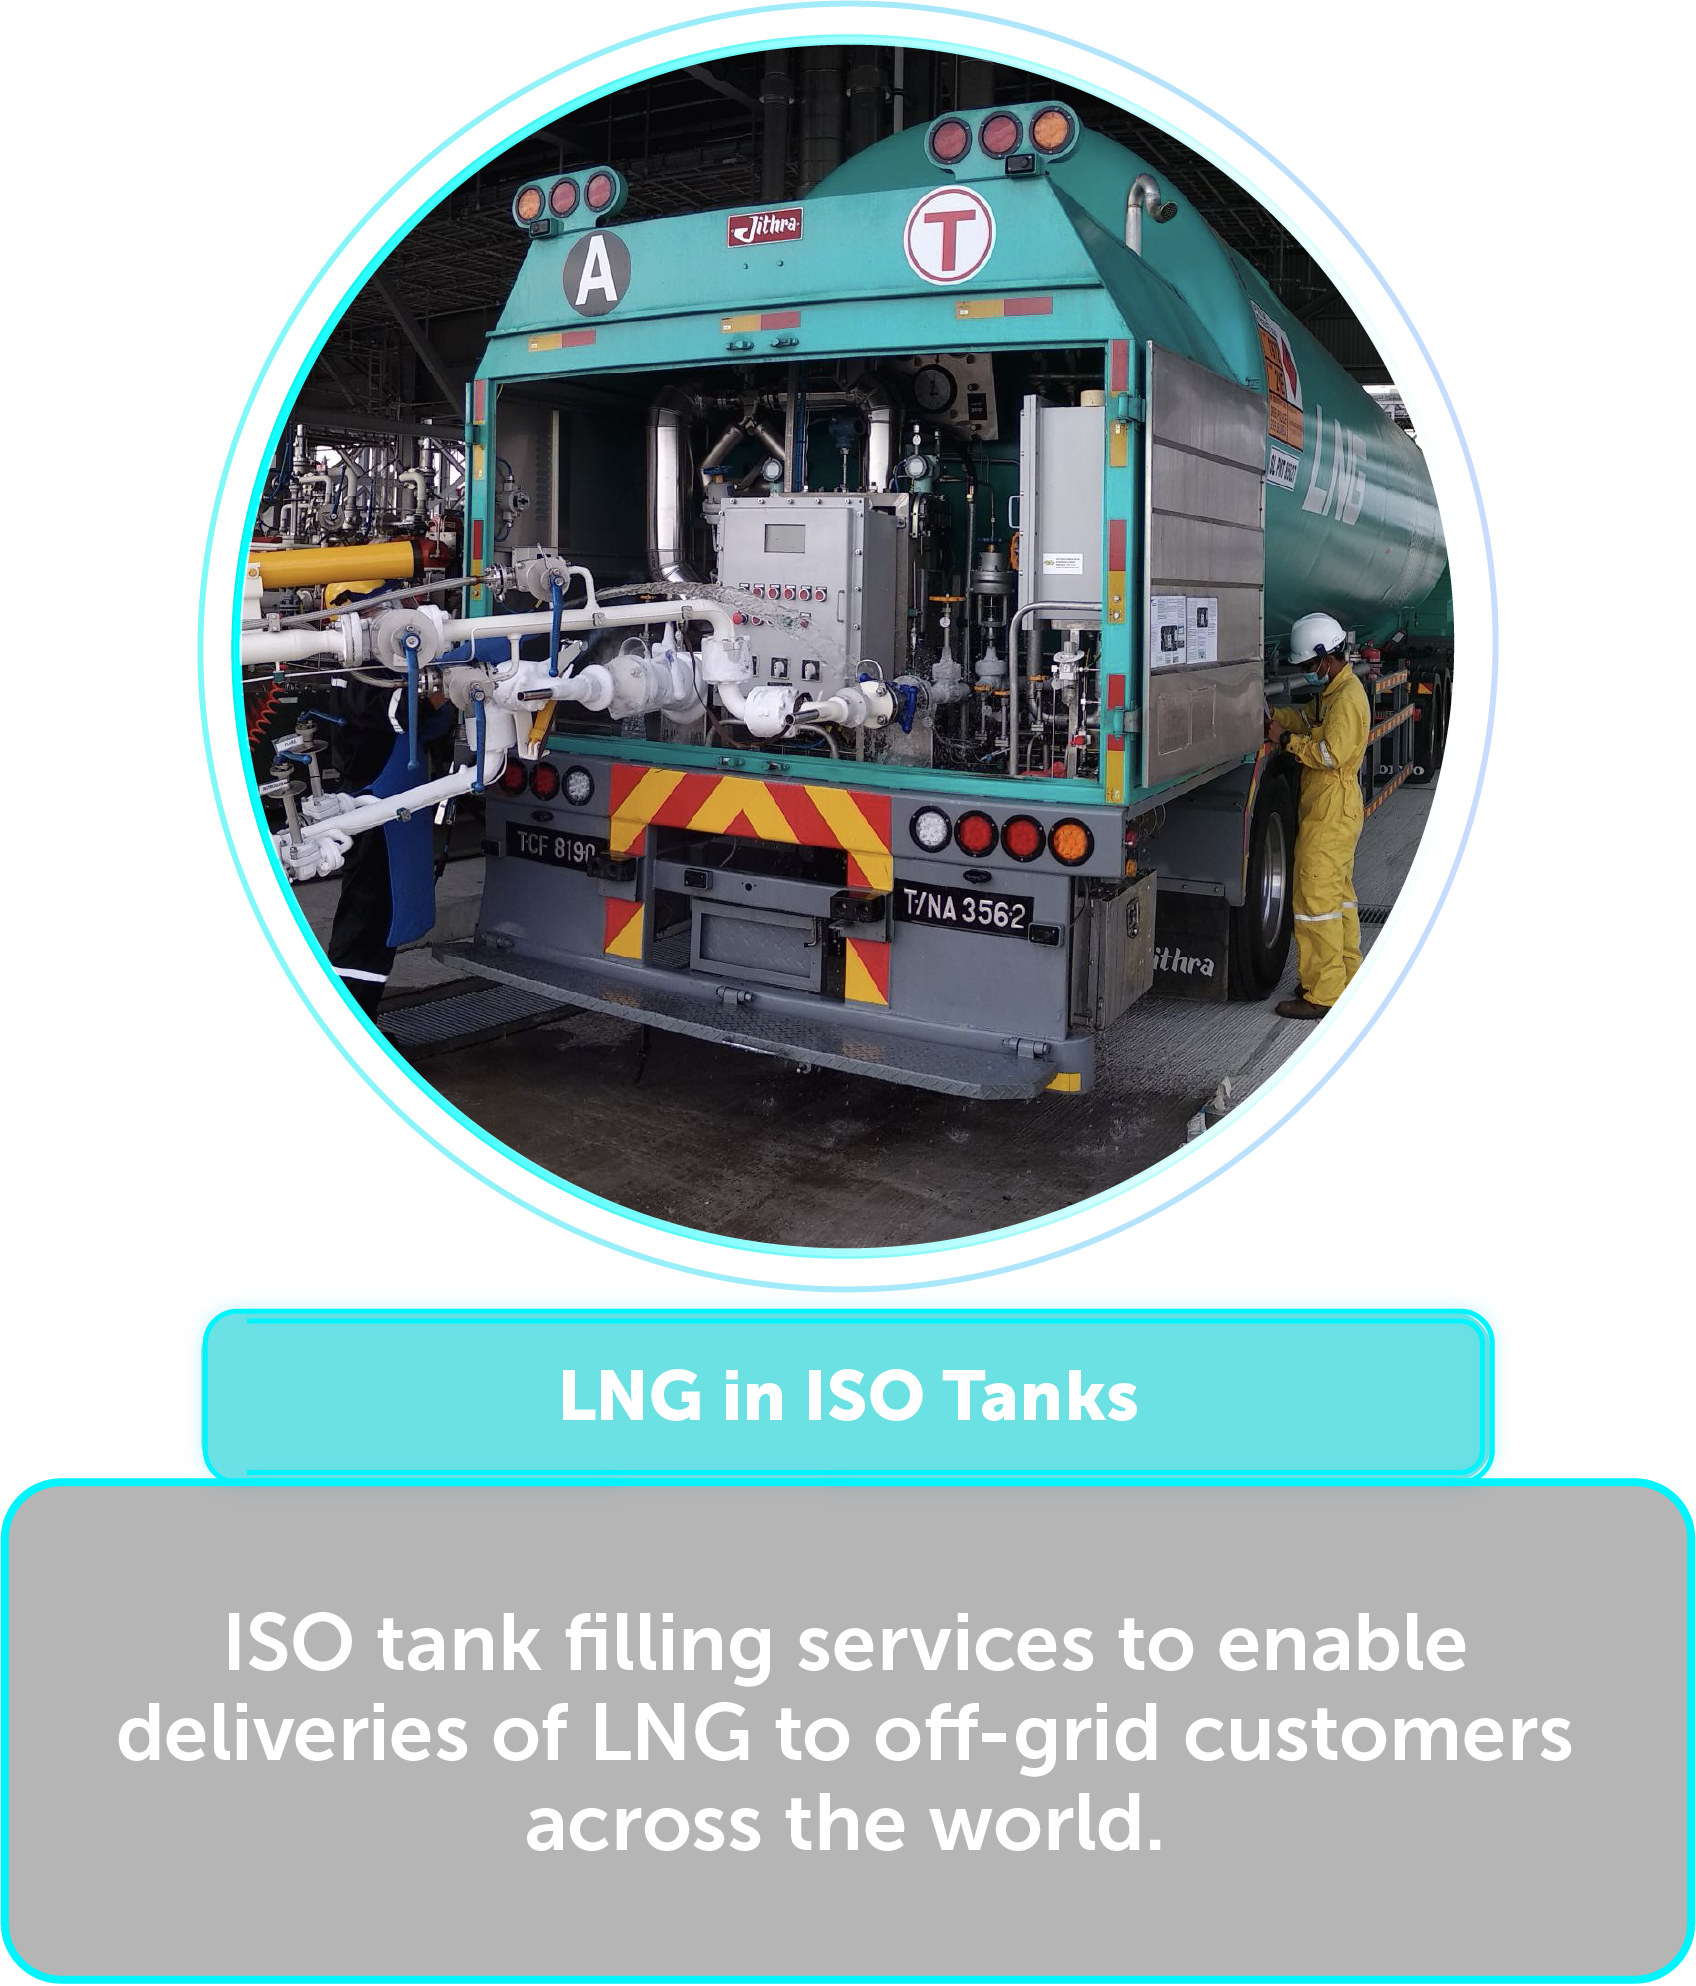 Jithra
A
T
LNG
TCF 8190
T/NA 3562
ithra
LNG in ISO Tanks
ISO tank filling services to enable
deliveries of LNG to off-grid customers
across the world.